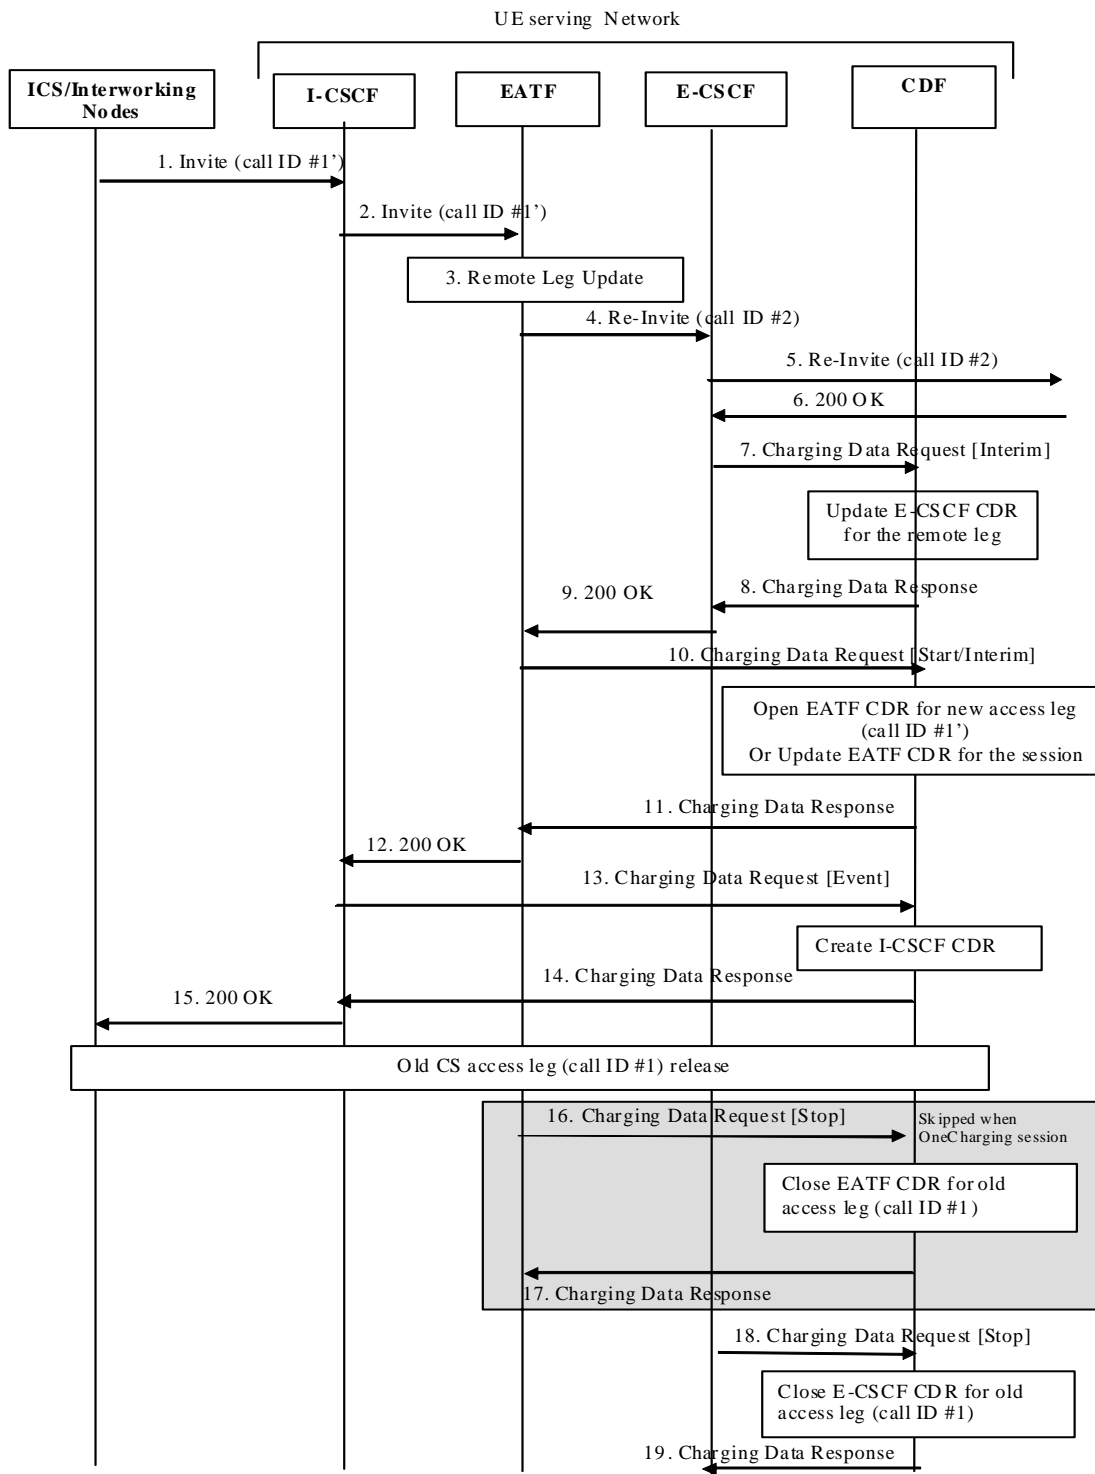 UE serving Network
ICS/Interworking
Nodes
I-CSCF
EATF
E-CSCF
CDF
1. Invite (call ID #1’)
2. Invite (call ID #1’)
3. Remote Leg Update
4. Re-Invite (call ID #2)
5. Re-Invite (call ID #2)
6. 200 OK
7. Charging Data Request [Interim]
Update E-CSCF CDR
for the remote leg
8. Charging Data Response
9. 200 OK
10. Charging Data Request [Start/Interim]
Open EATF CDR for new access leg
(call ID #1’)
Or Update EATF CDR for the session
11. Charging Data Response
12. 200 OK
13. Charging Data Request [Event]
Create I-CSCF CDR
14. Charging Data Response
15. 200 OK
Old CS access leg (call ID #1) release
16. Charging Data Request [Stop]
Skipped when
OneCharging session
Close EATF CDR for old
access leg (call ID #1)
17. Charging Data Response
18. Charging Data Request [Stop]
Close E-CSCF CDR for old
access leg (call ID #1)
19. Charging Data Response